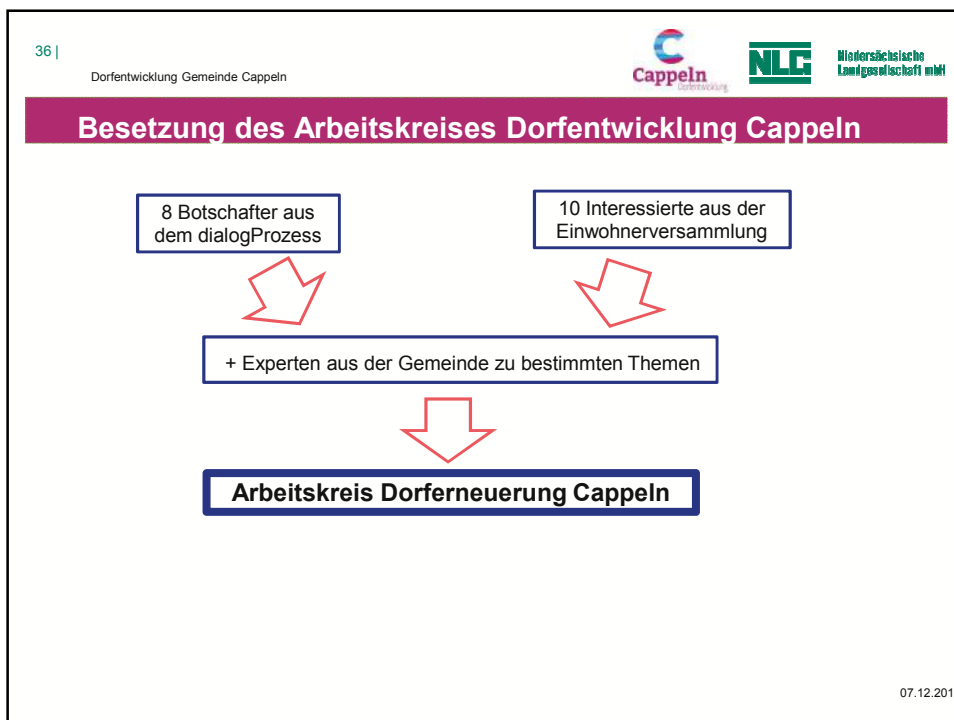 36 |
Dorfentwicklung Gemeinde Cappeln
Cappeln
Dorfentwicklung
NLG
Niedersächsische
Landgesellschaft mbH
Besetzung des Arbeitskreises Dorfentwicklung Cappeln
8 Botschafter aus
dem dialogProzess
10 Interessierte aus der
Einwohnerversammlung
+ Experten aus der Gemeinde zu bestimmten Themen
Arbeitskreis Dorferneuerung Cappeln
07.12.201